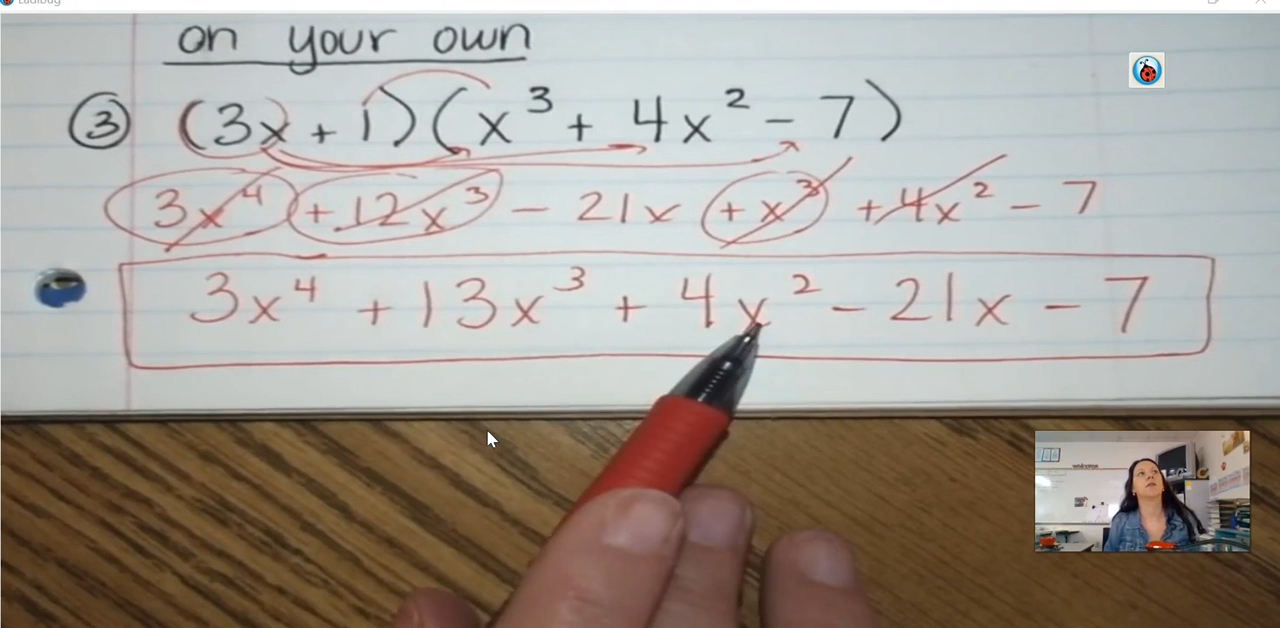 Ladibug
on your own
③ (3x + 1)(x³ + 4x² - 7)
3x⁴ + 12x³ - 21x + x³ + 4x² - 7
3x⁴ + 13x³ + 4x² - 21x - 7